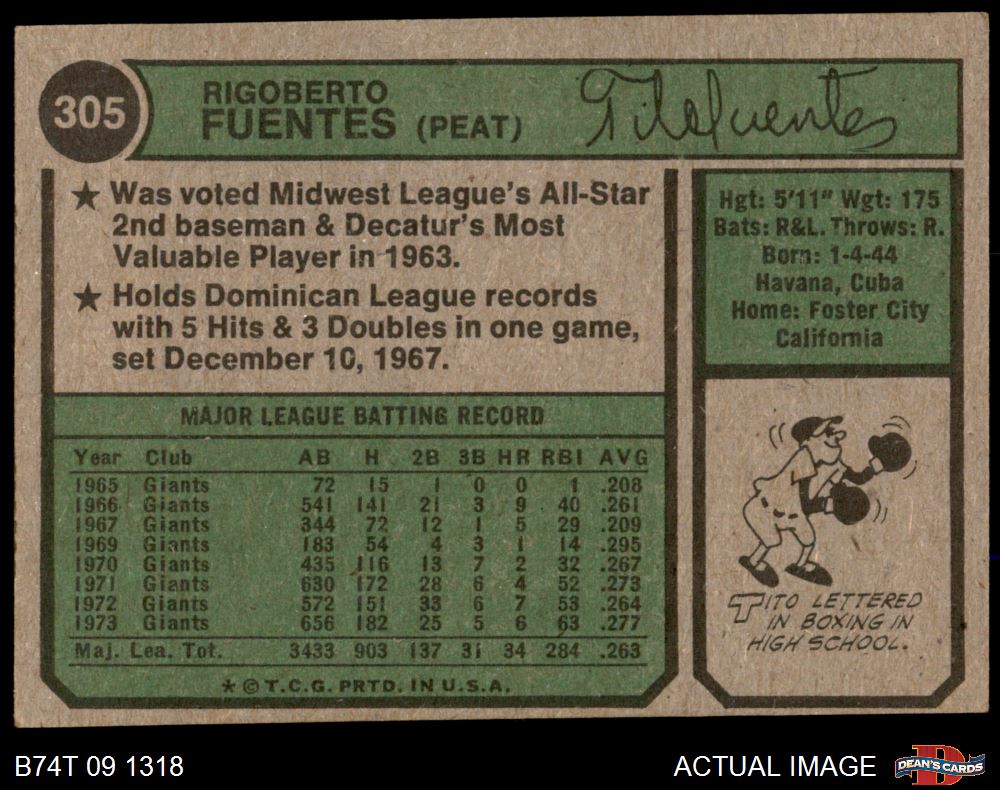 305
RIGOBERTO
FUENTES (PEAT)
Tito Fuentes
★ Was voted Midwest League's All-Star
2nd baseman & Decatur's Most
Valuable Player in 1963.
★ Holds Dominican League records
with 5 Hits & 3 Doubles in one game,
set December 10, 1967.
Hgt: 5'11" Wgt: 175
Bats: R&L. Throws: R.
Born: 1-4-44
Havana, Cuba
Home: Foster City
California
MAJOR LEAGUE BATTING RECORD
Year Club AB H 2B 3B HR RBI AVG
1965 Giants 72 15 1 0 0 1 .208
1966 Giants 541 141 21 3 9 40 .261
1967 Giants 344 72 12 1 5 29 .209
1969 Giants 183 54 4 3 1 14 .295
1970 Giants 435 116 13 7 2 32 .267
1971 Giants 630 172 28 6 4 52 .273
1972 Giants 572 151 33 6 7 53 .264
1973 Giants 656 182 25 5 6 63 .277
Maj. Lea. Tot. 3433 903 137 31 34 284 .263
* © T.C.G. PRTD. IN U.S.A.
TITO LETTERED
IN BOXING IN
HIGH SCHOOL.
B74T 09 1318
ACTUAL IMAGE
D
DEAN'S CARDS